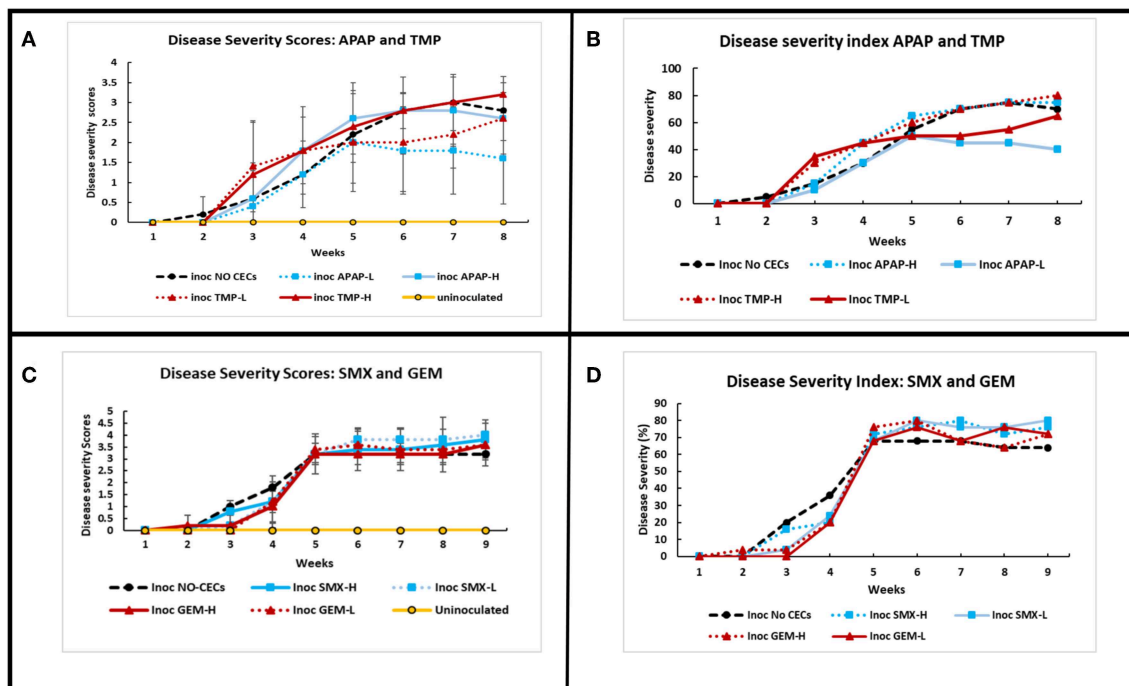 A
Disease Severity Scores: APAP and TMP
Disease severity scores
4
3.5
3
2.5
2
1.5
1
0.5
0
1 2 3 4 5 6 7 8
Weeks
inoc NO CECs inoc APAP-L inoc APAP-H
inoc TMP-L inoc TMP-H uninoculated
B
Disease severity index APAP and TMP
Disease severity
100
80
60
40
20
0
1 2 3 4 5 6 7 8
Weeks
Inoc No CECs Inoc APAP-H Inoc APAP-L
Inoc TMP-H Inoc TMP-L
C
Disease Severity Scores: SMX and GEM
Disease severity Scores
5
4.5
4
3.5
3
2.5
2
1.5
1
0.5
0
1 2 3 4 5 6 7 8 9
Weeks
Inoc NO-CECs Inoc SMX-H Inoc SMX-L
Inoc GEM-H Inoc GEM-L Uninoculated
D
Disease Severity Index: SMX and GEM
Disease Severity (%)
90
80
70
60
50
40
30
20
10
0
1 2 3 4 5 6 7 8 9
Weeks
Inoc No CECs Inoc SMX-H Inoc SMX-L
Inoc GEM-H Inoc GEM-L